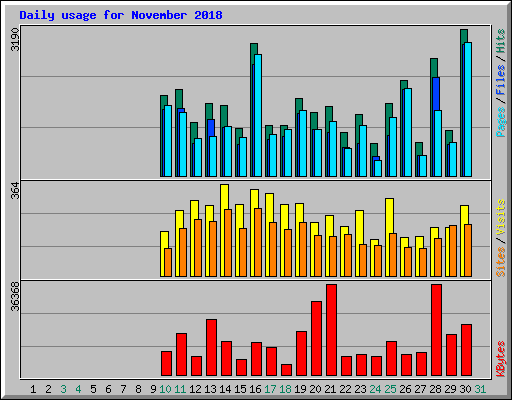 Daily usage for November 2018
3190
Pages / Files / Hits
364
Sites / Visits
36368
KBytes
1 2 3 4 5 6 7 8 9 10 11 12 13 14 15 16 17 18 19 20 21 22 23 24 25 26 27 28 29 30 31